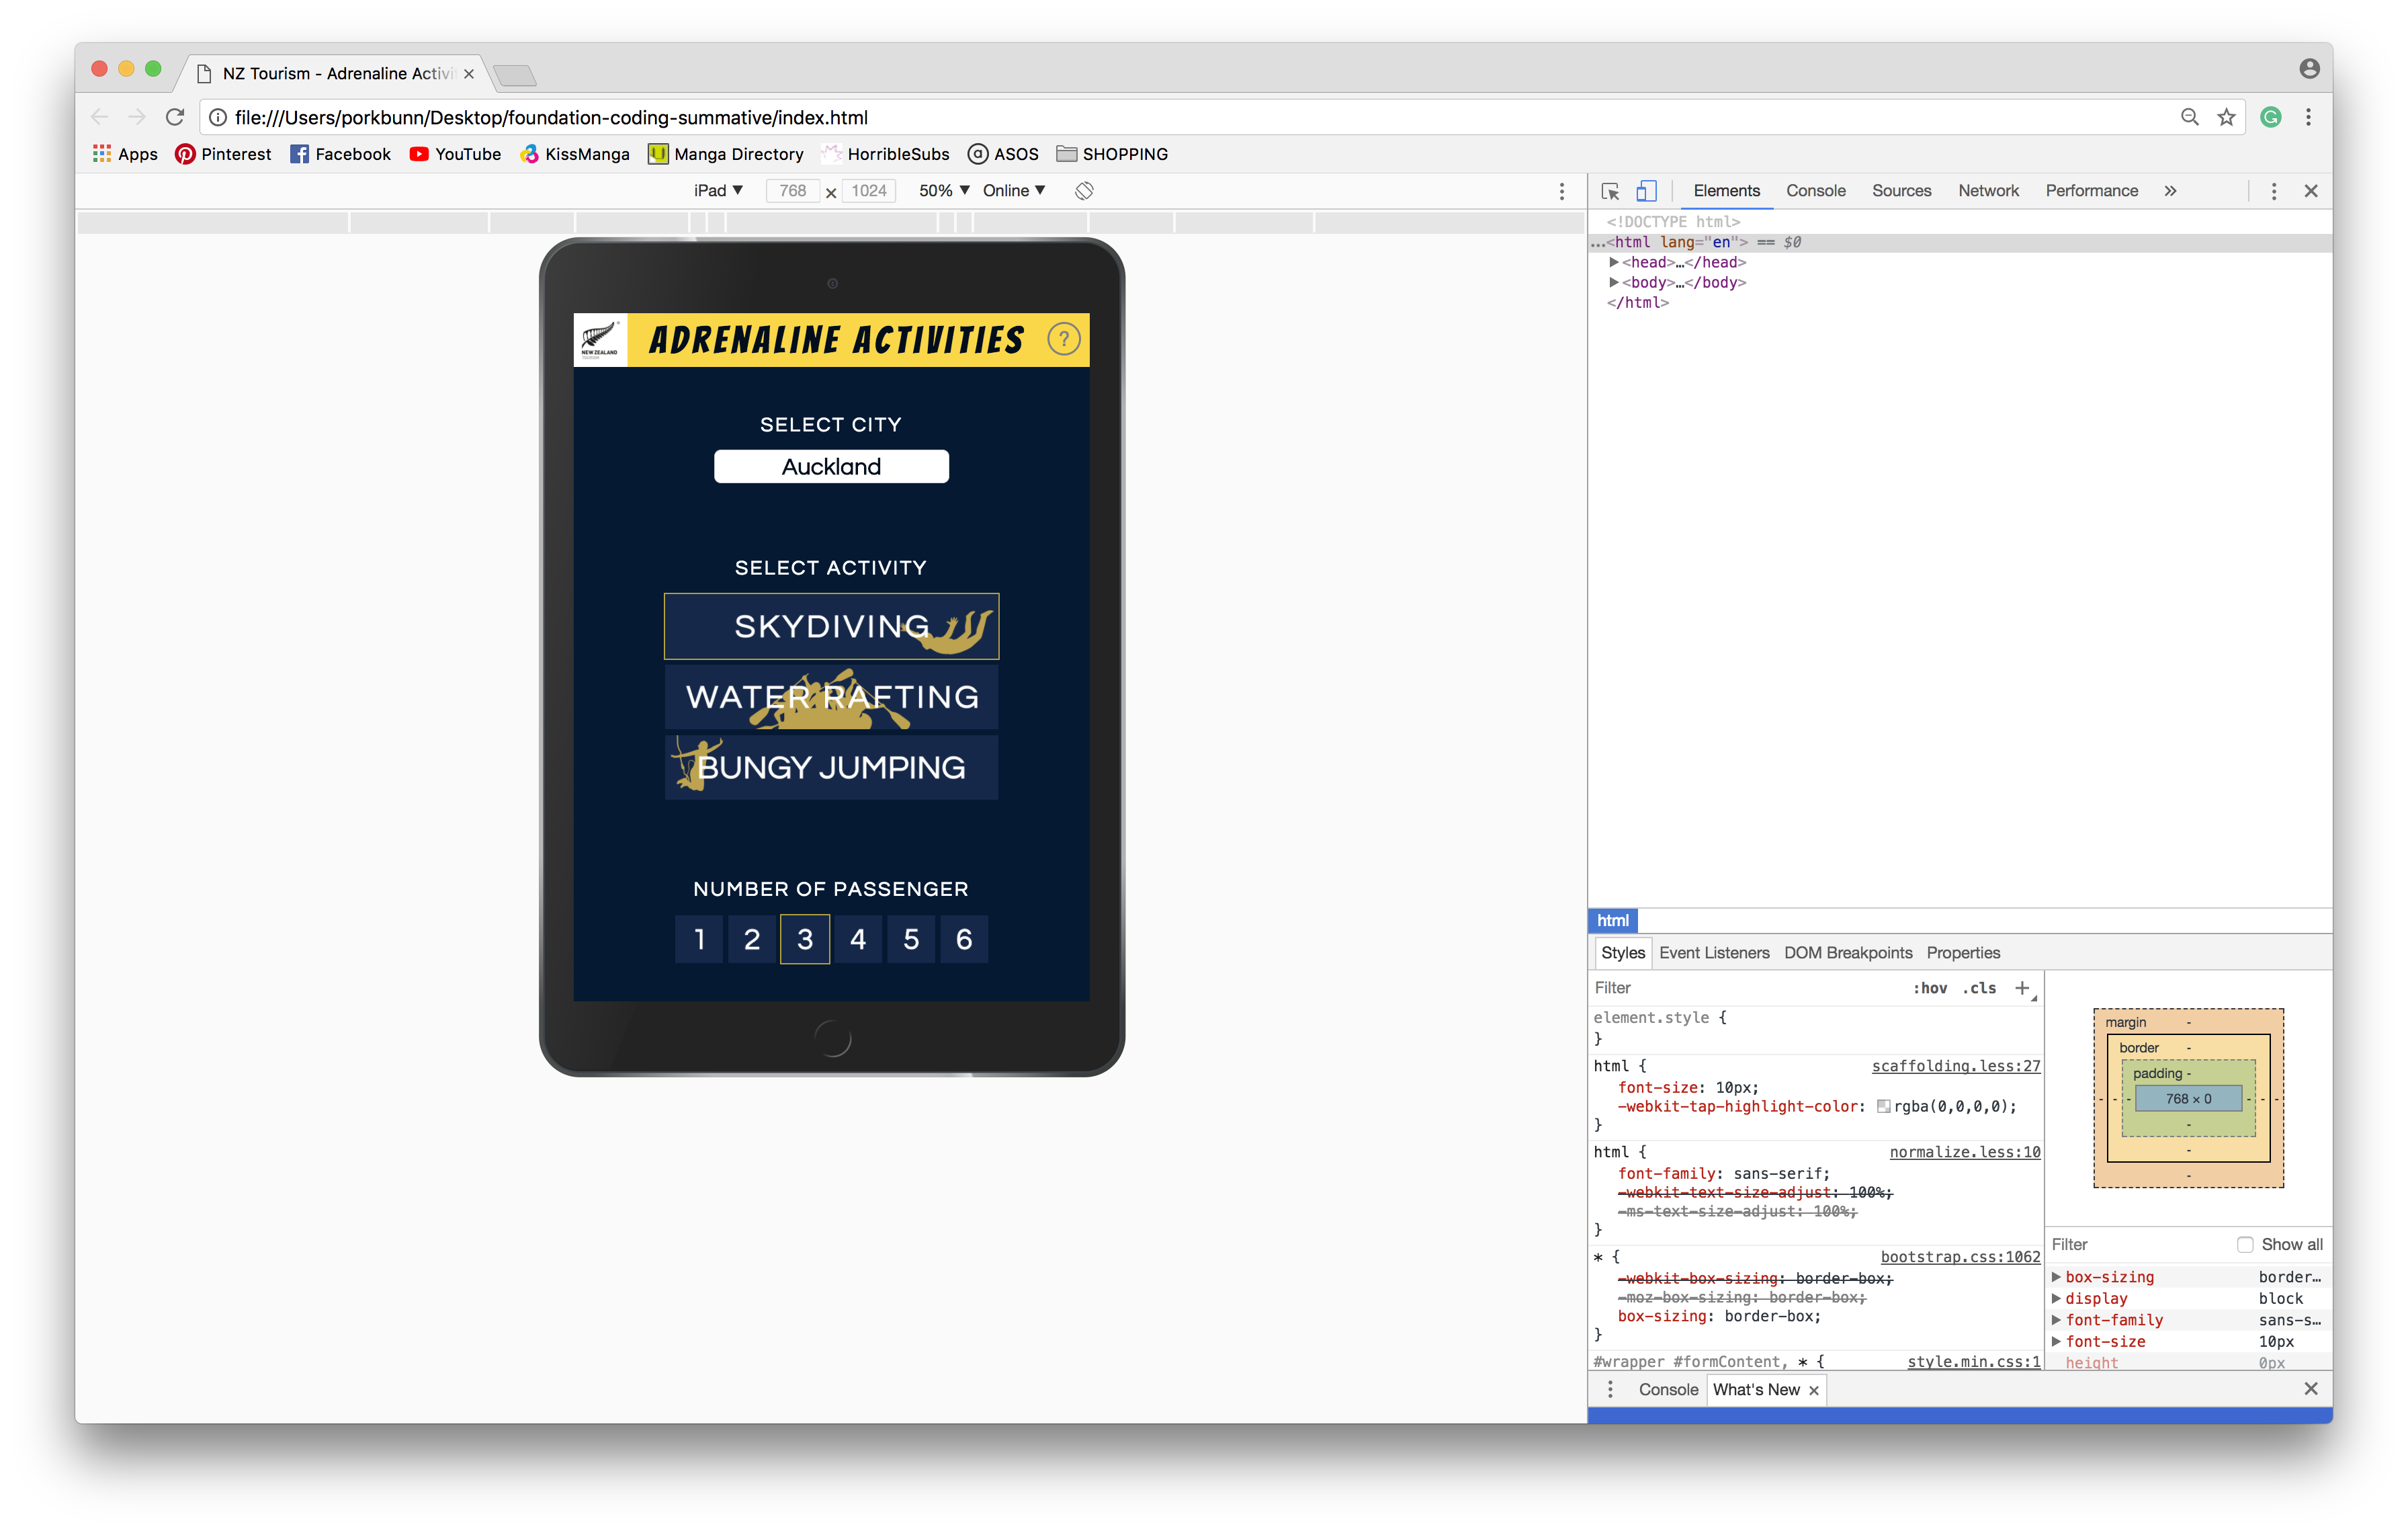 NZ Tourism - Adrenaline Activi
file:///Users/porkbunn/Desktop/foundation-coding-summative/index.html
Apps Pinterest Facebook YouTube KissManga Manga Directory HorribleSubs ASOS SHOPPING
iPad ▼ 768 × 1024 50% ▼ Online ▼
Elements Console Sources Network Performance »
<!DOCTYPE html>
...<html lang="en"> == $0
▶<head>…</head>
▶<body>…</body>
</html>
NEW ZEALAND
ADRENALINE ACTIVITIES ?
SELECT CITY
Auckland
SELECT ACTIVITY
SKYDIVING
WATER RAFTING
BUNGY JUMPING
NUMBER OF PASSENGER
1 2 3 4 5 6
html
Styles Event Listeners DOM Breakpoints Properties
Filter :hov .cls +
element.style {
}
html { scaffolding.less:27
font-size: 10px;
-webkit-tap-highlight-color: rgba(0,0,0,0);
}
html { normalize.less:10
font-family: sans-serif;
-webkit-text-size-adjust: 100%;
-ms-text-size-adjust: 100%;
}
* { bootstrap.css:1062
-webkit-box-sizing: border-box;
-moz-box-sizing: border-box;
box-sizing: border-box;
}
#wrapper #formContent, * { style.min.css:1
margin -
border -
padding -
- - - 768 × 0 - - -
-
-
-
Filter Show all
▶ box-sizing border…
▶ display block
▶ font-family sans-s…
▶ font-size 10px
height 0px
Console What's New ×